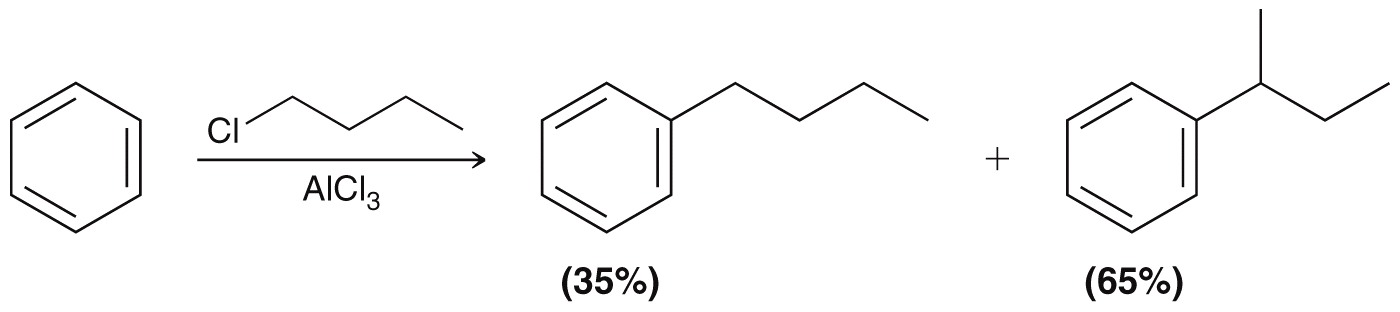 Cl
AlCl₃
+
(35%)
(65%)